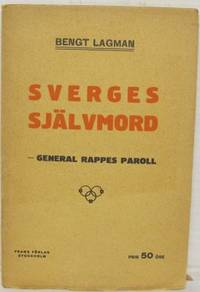 BENGT LAGMAN
SVERGES
SJÄLVMORD
— GENERAL RAPPES PAROLL
FRAMS FÖRLAG
STOCKHOLM
PRIS 50 ÖRE